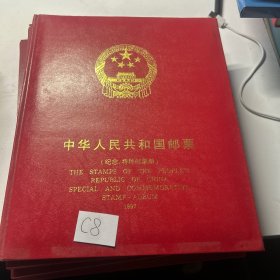 中华人民共和国邮票
(纪念、特种邮票册)
THE STAMPS OF THE PEOPLE'S
REPUBLIC OF CHINA
SPECIAL AND COMMEMORATIVE
STAMP ALBUM
1997
C8